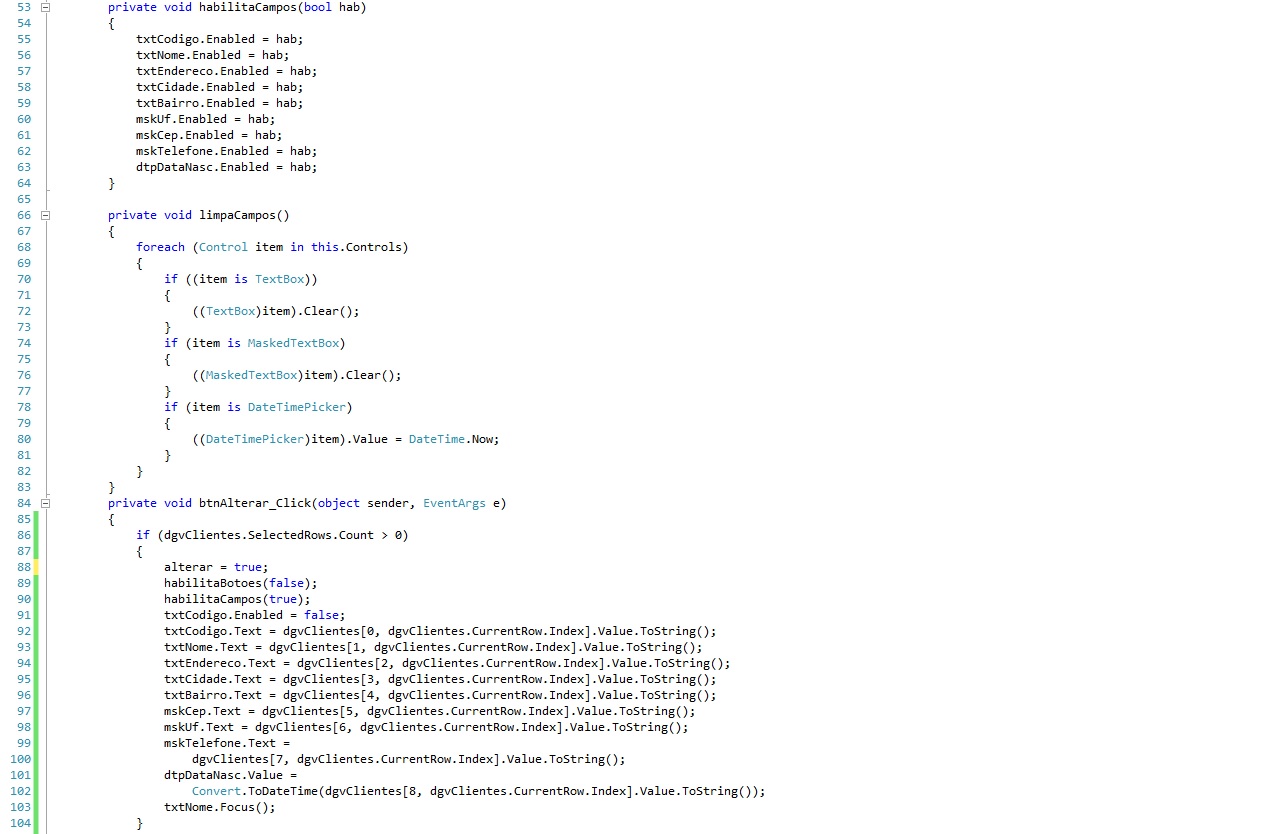 53 private void habilitaCampos(bool hab)
54 {
55 txtCodigo.Enabled = hab;
56 txtNome.Enabled = hab;
57 txtEndereco.Enabled = hab;
58 txtCidade.Enabled = hab;
59 txtBairro.Enabled = hab;
60 mskUf.Enabled = hab;
61 mskCep.Enabled = hab;
62 mskTelefone.Enabled = hab;
63 dtpDataNasc.Enabled = hab;
64 }
65
66 private void limpaCampos()
67 {
68 foreach (Control item in this.Controls)
69 {
70 if ((item is TextBox))
71 {
72 ((TextBox)item).Clear();
73 }
74 if (item is MaskedTextBox)
75 {
76 ((MaskedTextBox)item).Clear();
77 }
78 if (item is DateTimePicker)
79 {
80 ((DateTimePicker)item).Value = DateTime.Now;
81 }
82 }
83 }
84 private void btnAlterar_Click(object sender, EventArgs e)
85 {
86 if (dgvClientes.SelectedRows.Count > 0)
87 {
88 alterar = true;
89 habilitaBotoes(false);
90 habilitaCampos(true);
91 txtCodigo.Enabled = false;
92 txtCodigo.Text = dgvClientes[0, dgvClientes.CurrentRow.Index].Value.ToString();
93 txtNome.Text = dgvClientes[1, dgvClientes.CurrentRow.Index].Value.ToString();
94 txtEndereco.Text = dgvClientes[2, dgvClientes.CurrentRow.Index].Value.ToString();
95 txtCidade.Text = dgvClientes[3, dgvClientes.CurrentRow.Index].Value.ToString();
96 txtBairro.Text = dgvClientes[4, dgvClientes.CurrentRow.Index].Value.ToString();
97 mskCep.Text = dgvClientes[5, dgvClientes.CurrentRow.Index].Value.ToString();
98 mskUf.Text = dgvClientes[6, dgvClientes.CurrentRow.Index].Value.ToString();
99 mskTelefone.Text =
100 dgvClientes[7, dgvClientes.CurrentRow.Index].Value.ToString();
101 dtpDataNasc.Value =
102 Convert.ToDateTime(dgvClientes[8, dgvClientes.CurrentRow.Index].Value.ToString());
103 txtNome.Focus();
104 }